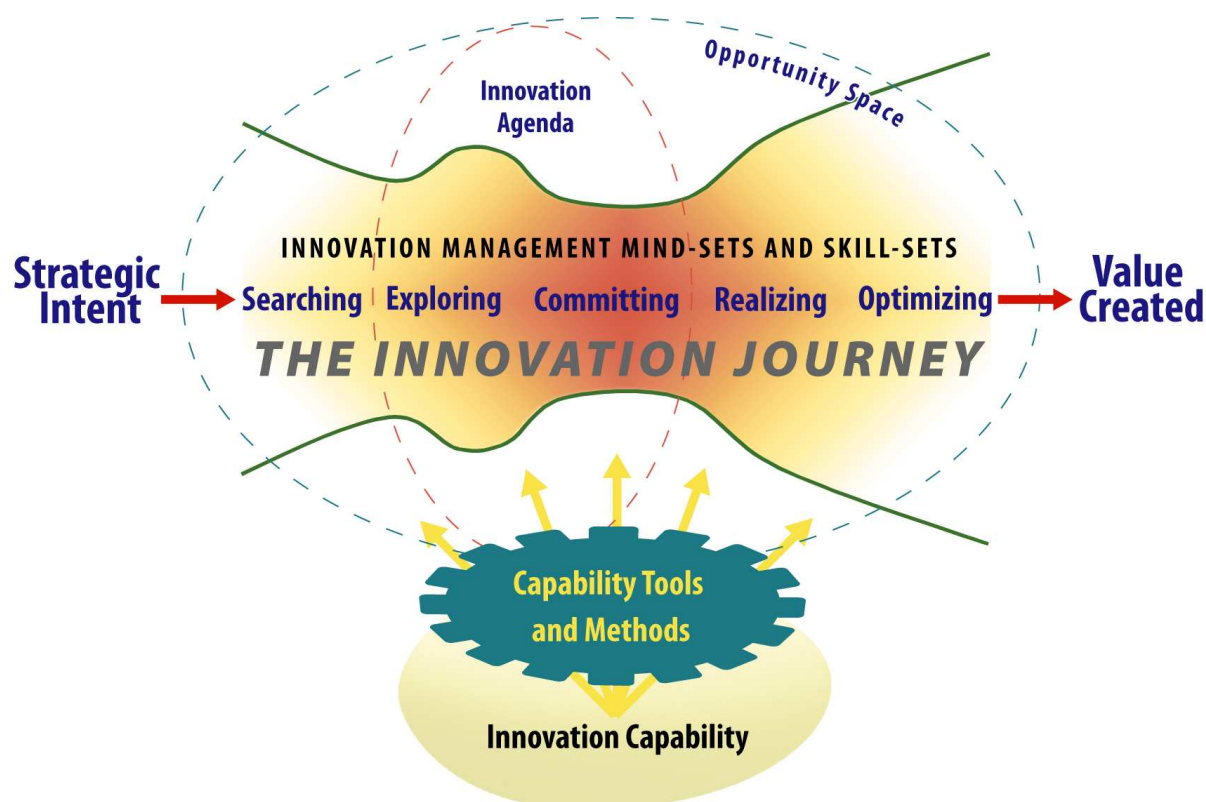 Opportunity Space
Innovation
Agenda
INNOVATION MANAGEMENT MIND-SETS AND SKILL-SETS
Strategic
Intent
Searching Exploring Committing Realizing Optimizing
Value
Created
THE INNOVATION JOURNEY
Capability Tools
and Methods
Innovation Capability